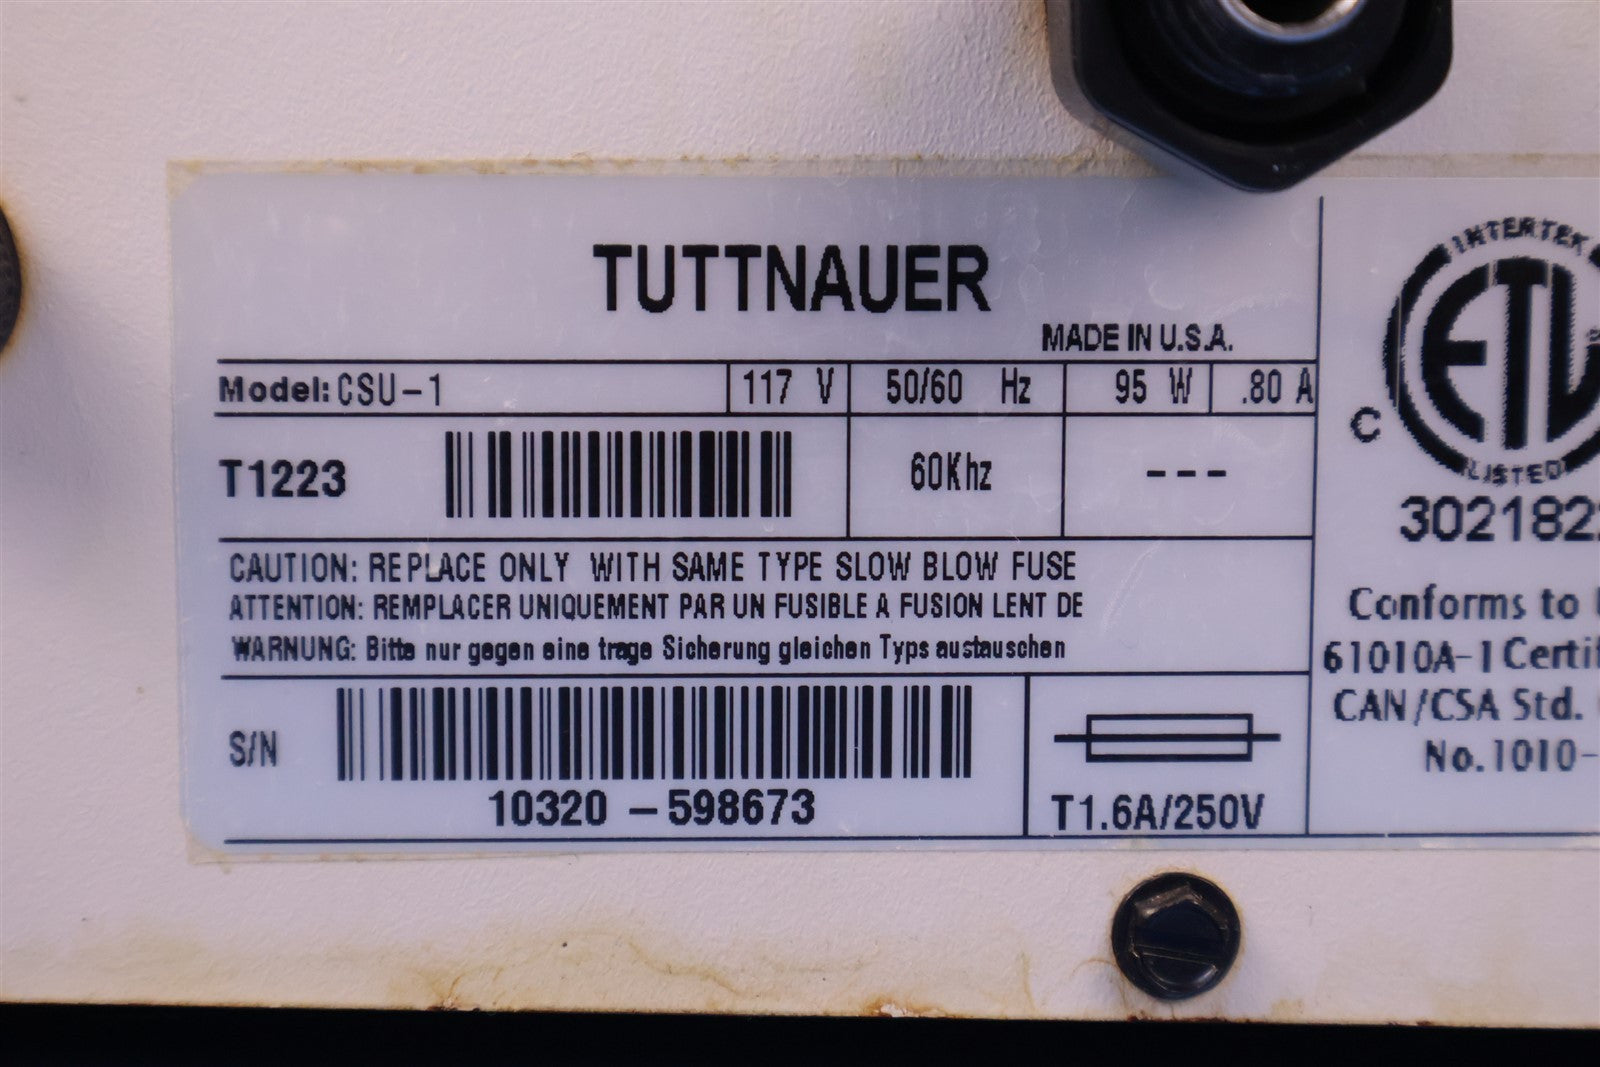 TUTTNAUER
MADE IN U.S.A.
Model: CSU-1 117 V 50/60 Hz 95 W .80 A
T1223 60Khz ---
CAUTION: REPLACE ONLY WITH SAME TYPE SLOW BLOW FUSE
ATTENTION: REMPLACER UNIQUEMENT PAR UN FUSIBLE A FUSION LENT DE
WARNUNG: Bitte nur gegen eine trage Sicherung gleichen Typs austauschen
S/N
10320 -598673
T1.6A/250V
INTERTEK
C ETL
LISTED
Conforms to
61010A-1
CAN/CSA Std.
No.1010-